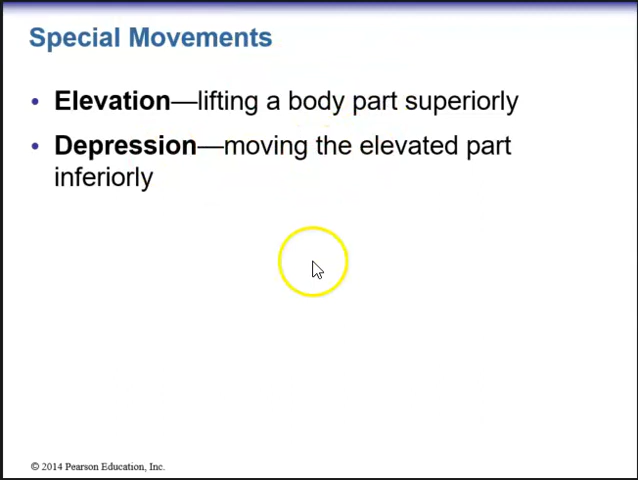 Special Movements
• Elevation—lifting a body part superiorly
• Depression—moving the elevated part
inferiorly
© 2014 Pearson Education, Inc.